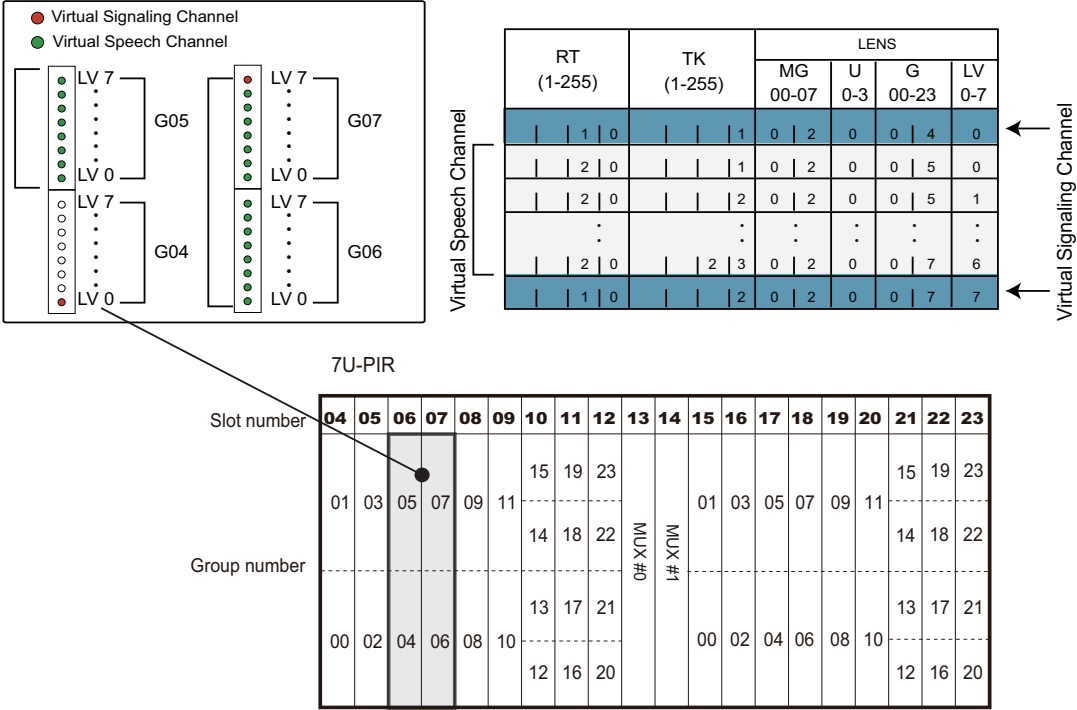 Virtual Signaling Channel
Virtual Speech Channel
LV 7
LV 0
G05
LV 7
LV 0
G07
LV 7
LV 0
G04
LV 7
LV 0
G06
RT
(1-255)
TK
(1-255)
LENS
MG
00-07
U
0-3
G
00-23
LV
0-7
1 0 1 0 2 0 0 4 0
2 0 1 0 2 0 0 5 0
2 0 2 0 2 0 0 5 1
2 0 2 3 0 2 0 0 7 6
1 0 2 0 2 0 0 7 7
Virtual Speech Channel
Virtual Signaling Channel
7U-PIR
Slot number 04 05 06 07 08 09 10 11 12 13 14 15 16 17 18 19 20 21 22 23
15 19 23 15 19 23
01 03 05 07 09 11 01 03 05 07 09 11
14 18 22 14 18 22
MUX #0
MUX #1
Group number
13 17 21 13 17 21
00 02 04 06 08 10 00 02 04 06 08 10
12 16 20 12 16 20